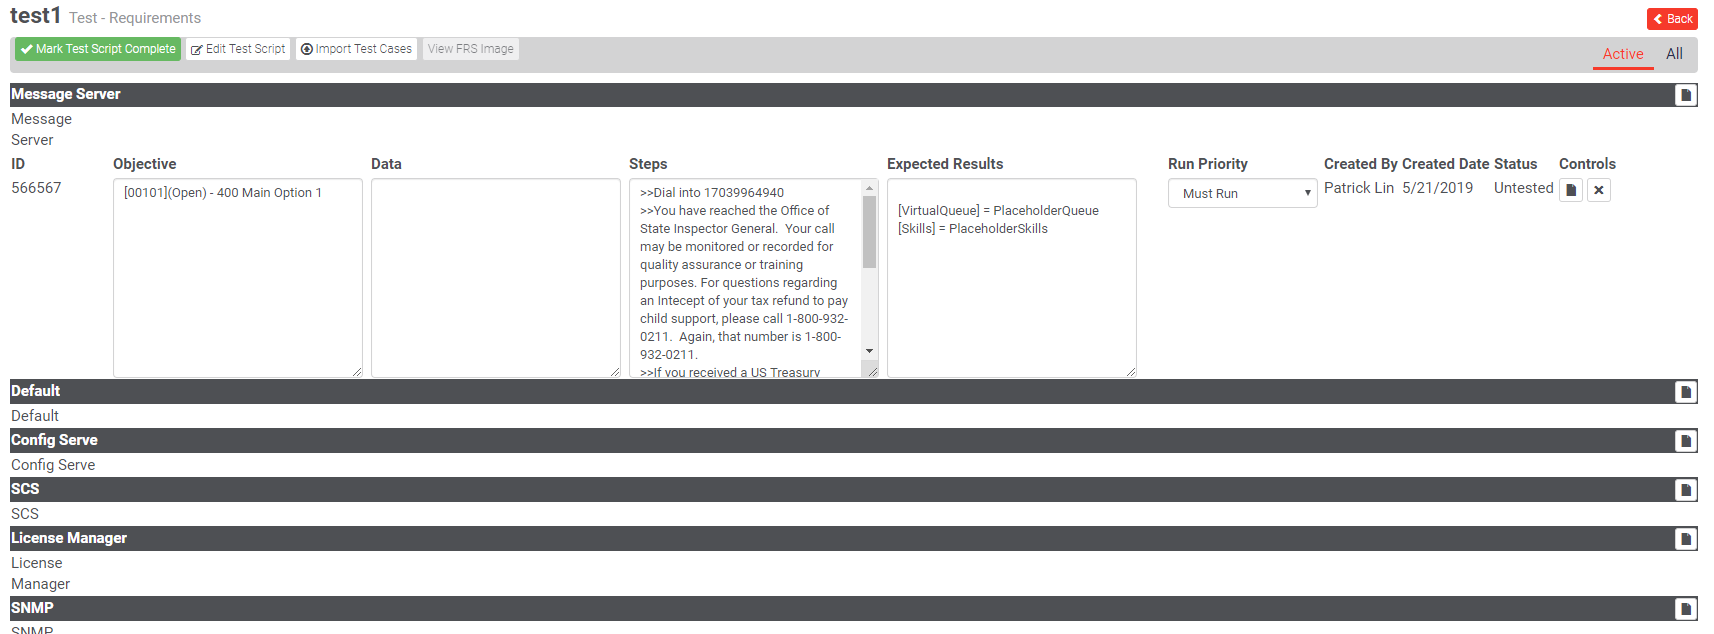 test1 Test - Requirements
Back
Mark Test Script Complete Edit Test Script Import Test Cases View FRS Image
Active All
Message Server
Message
Server
ID Objective Data Steps Expected Results Run Priority Created By Created Date Status Controls
566567
[00101](Open) - 400 Main Option 1
>>Dial into 17039964940
>>You have reached the Office of
State Inspector General.  Your call
may be monitored or recorded for
quality assurance or training
purposes. For questions regarding
an Intecept of your tax refund to pay
child support, please call 1-800-932-
0211.  Again, that number is 1-800-
932-0211.
>>If you received a US Treasury
[VirtualQueue] = PlaceholderQueue
[Skills] = PlaceholderSkills
Must Run
Patrick Lin 5/21/2019 Untested
Default
Default
Config Serve
Config Serve
SCS
SCS
License Manager
License
Manager
SNMP
SNMP